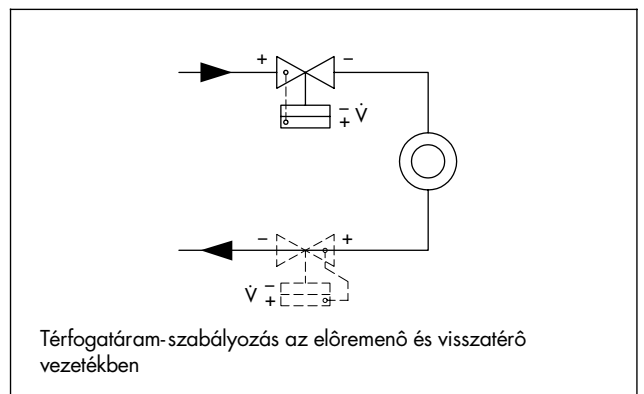 + −
− V̇
+
− +
V̇ −
+
Térfogatáram-szabályozás az elôremenô és visszatérô
vezetékben